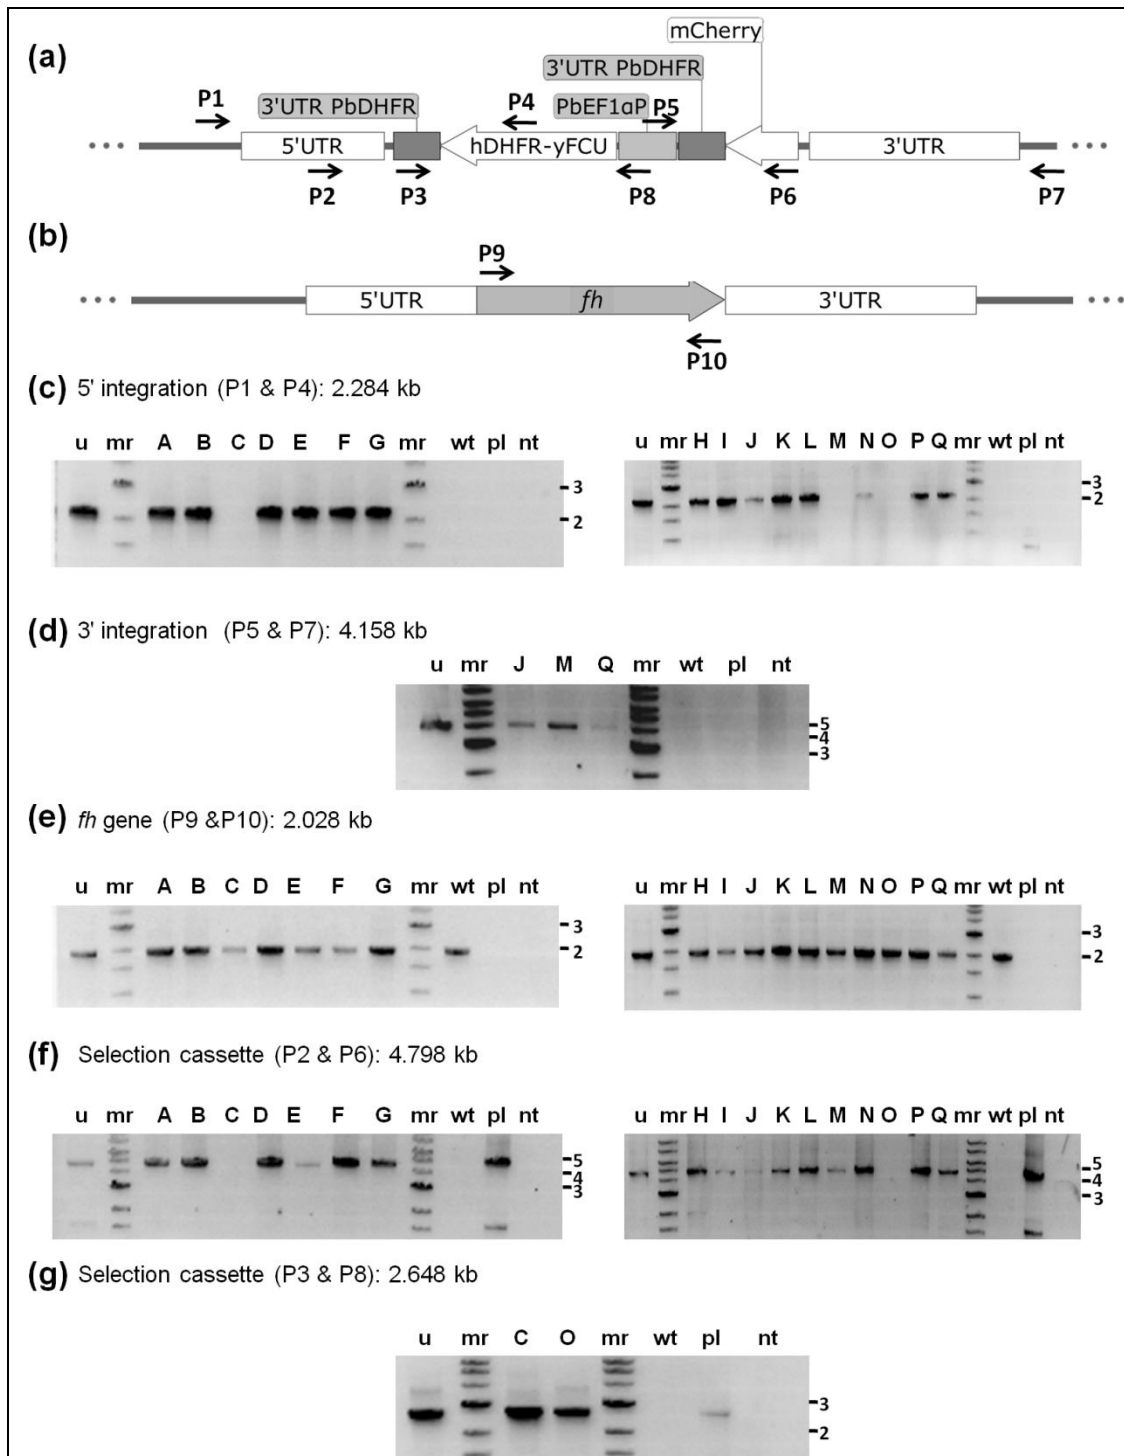 (a)
mCherry
3'UTR PbDHFR
P1 3'UTR PbDHFR P4 PbEF1αP P5
5'UTR hDHFR-yFCU 3'UTR
P2 P3 P8 P6 P7
(b)
P9
5'UTR fh 3'UTR
P10
(c) 5' integration (P1 & P4): 2.284 kb
u mr A B C D E F G mr wt pl nt
3
2
u mr H I J K L M N O P Q mr wt pl nt
3
2
(d) 3' integration (P5 & P7): 4.158 kb
u mr J M Q mr wt pl nt
5
4
3
(e) fh gene (P9 &P10): 2.028 kb
u mr A B C D E F G mr wt pl nt
3
2
u mr H I J K L M N O P Q mr wt pl nt
3
2
(f) Selection cassette (P2 & P6): 4.798 kb
u mr A B C D E F G mr wt pl nt
5
4
3
u mr H I J K L M N O P Q mr wt pl nt
5
4
3
(g) Selection cassette (P3 & P8): 2.648 kb
u mr C O mr wt pl nt
3
2